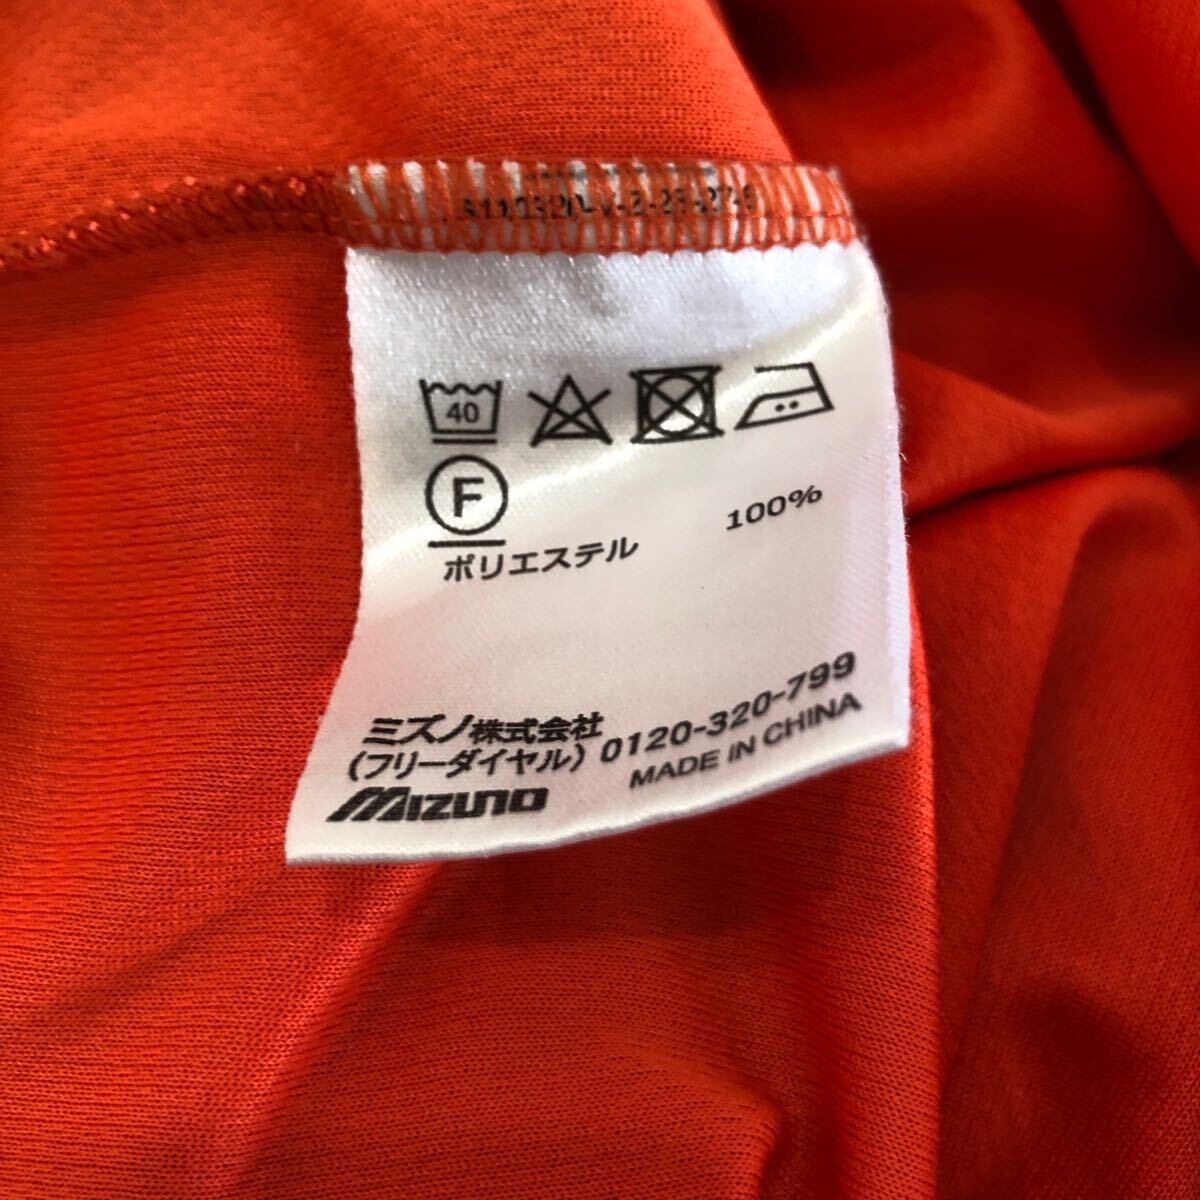 40
F
ポリエステル 100%
ミズノ株式会社
(フリーダイヤル) 0120-320-799
MIZUNO MADE IN CHINA